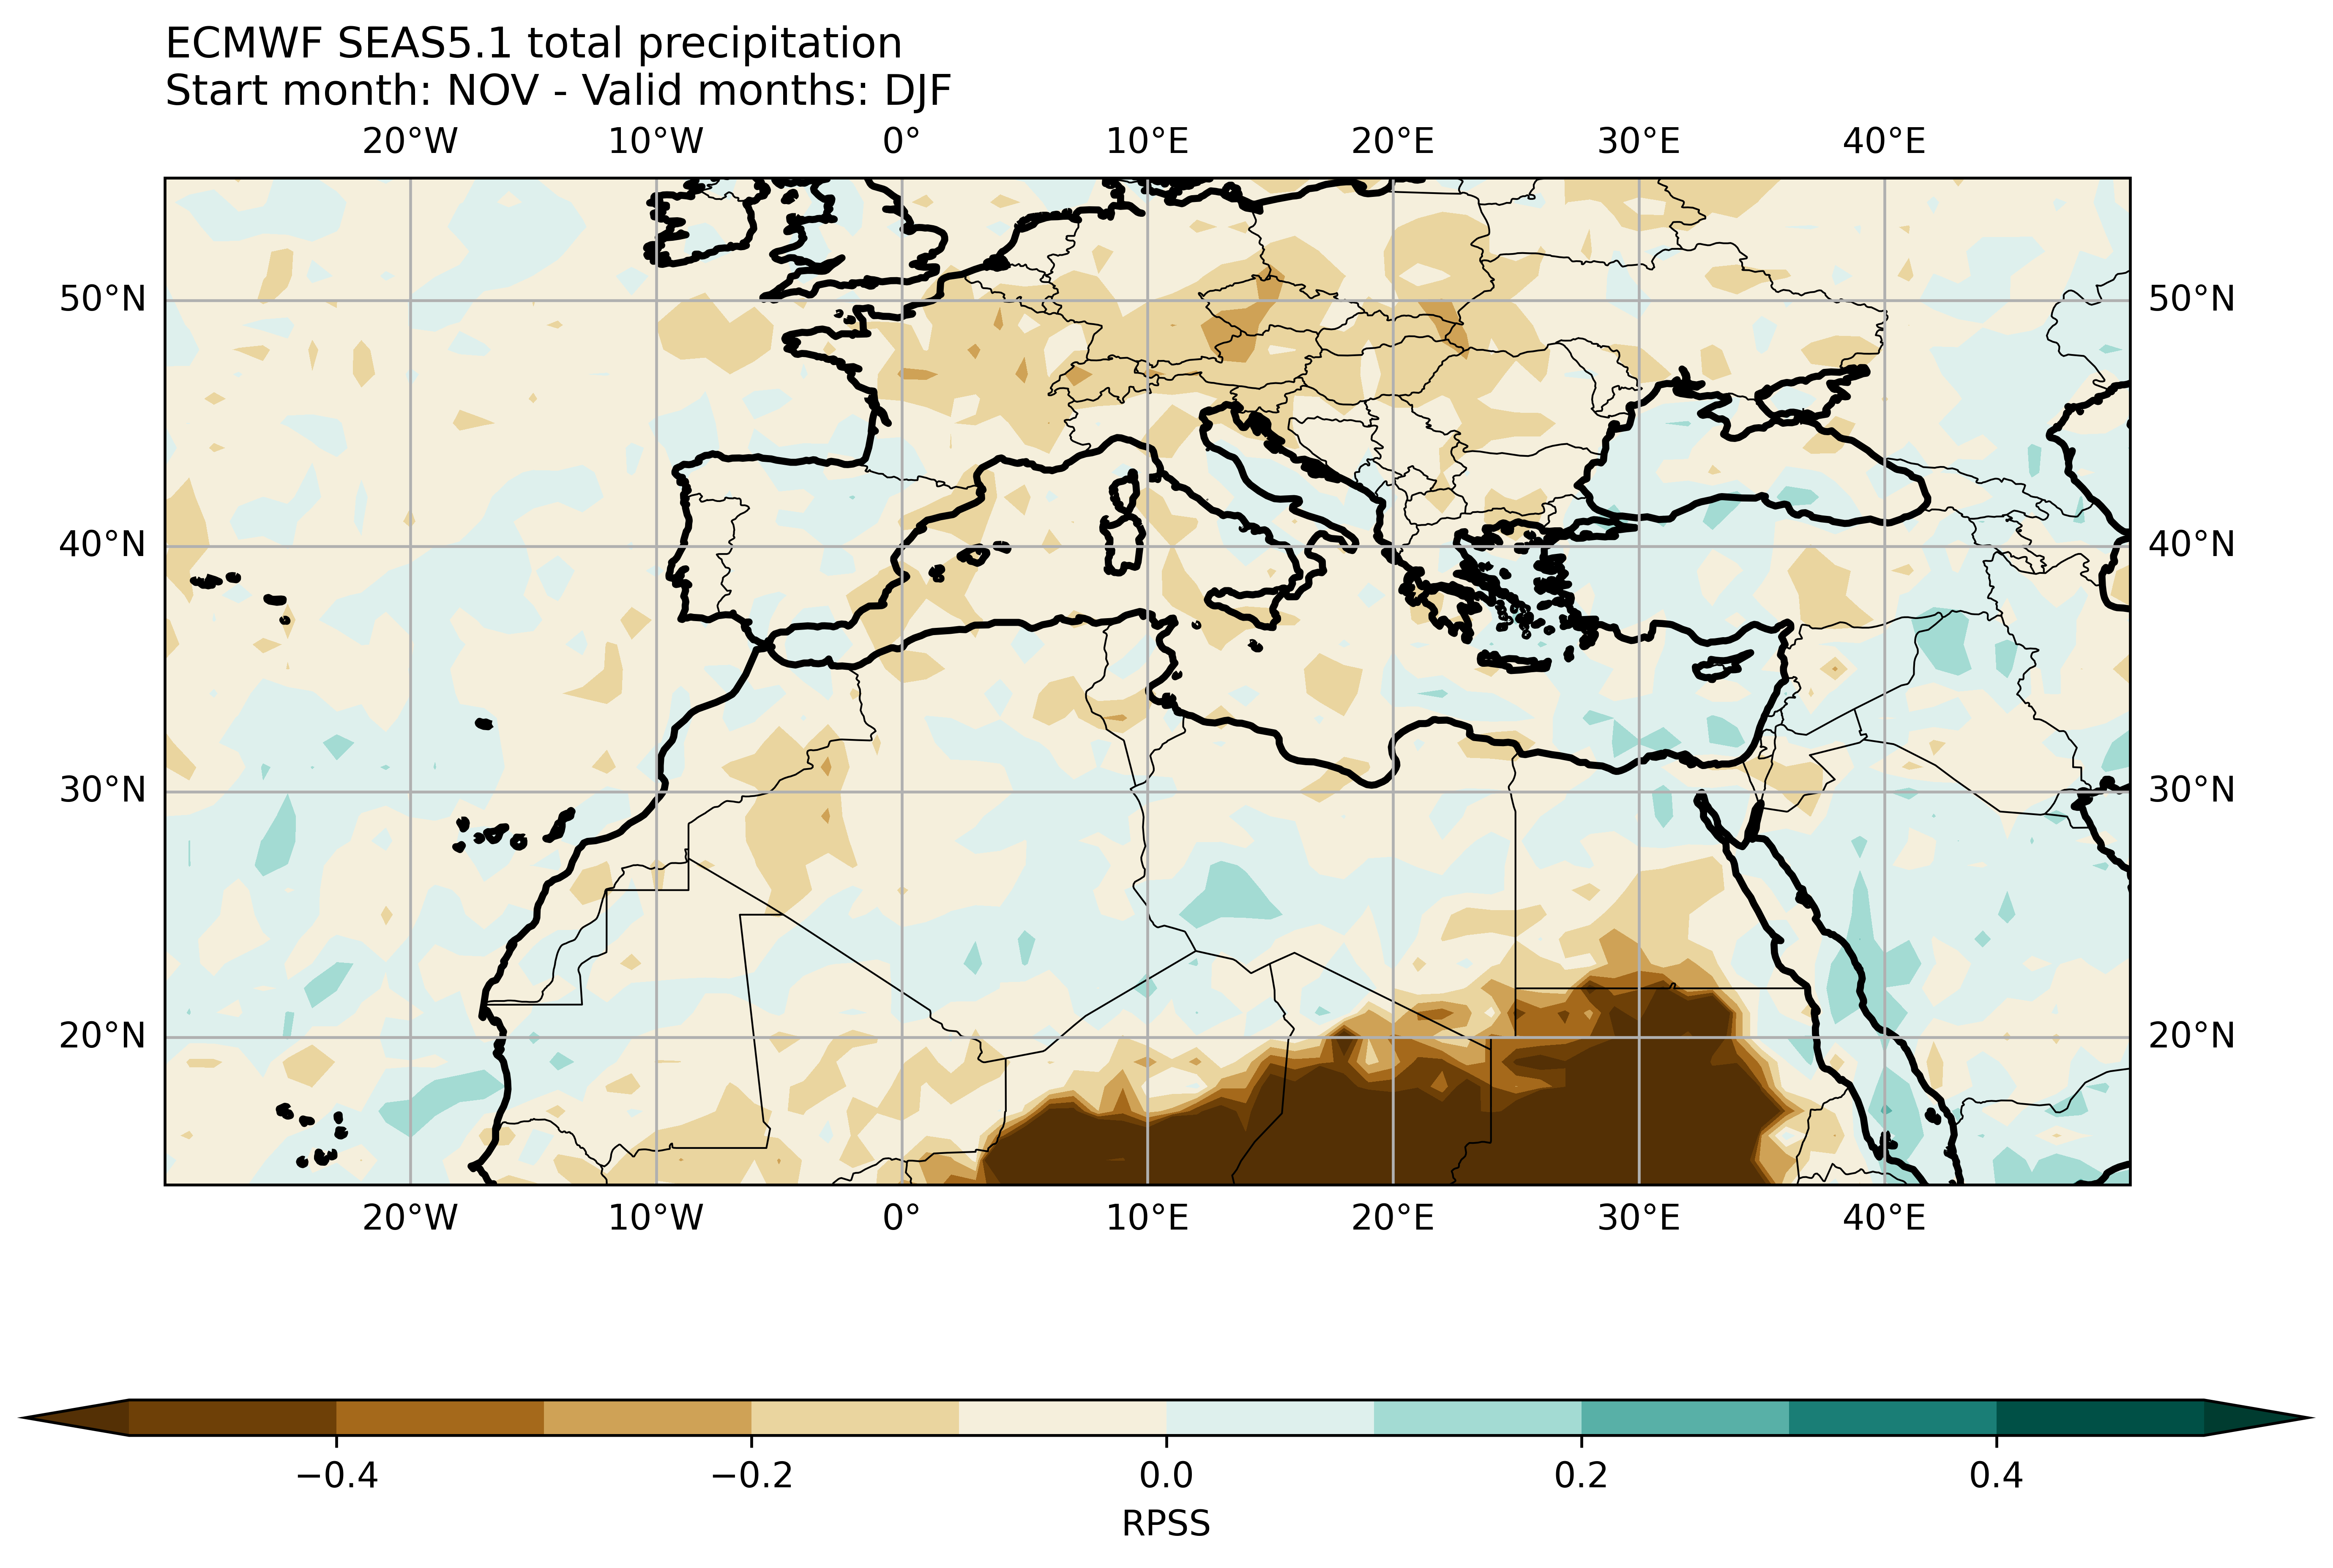 ECMWF SEAS5.1 total precipitation
Start month: NOV - Valid months: DJF
20°W 10°W 0° 10°E 20°E 30°E 40°E
50°N 50°N
40°N 40°N
30°N 30°N
20°N 20°N
20°W 10°W 0° 10°E 20°E 30°E 40°E
−0.4 −0.2 0.0 0.2 0.4
RPSS